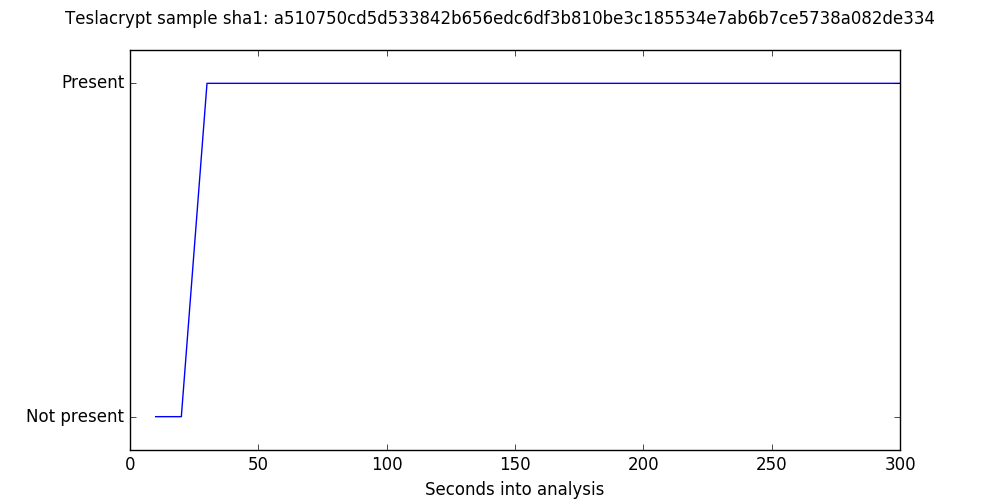 Teslacrypt sample sha1: a510750cd5d533842b656edc6df3b810be3c185534e7ab6b7ce5738a082de334
Present
Not present
0 50 100 150 200 250 300
Seconds into analysis